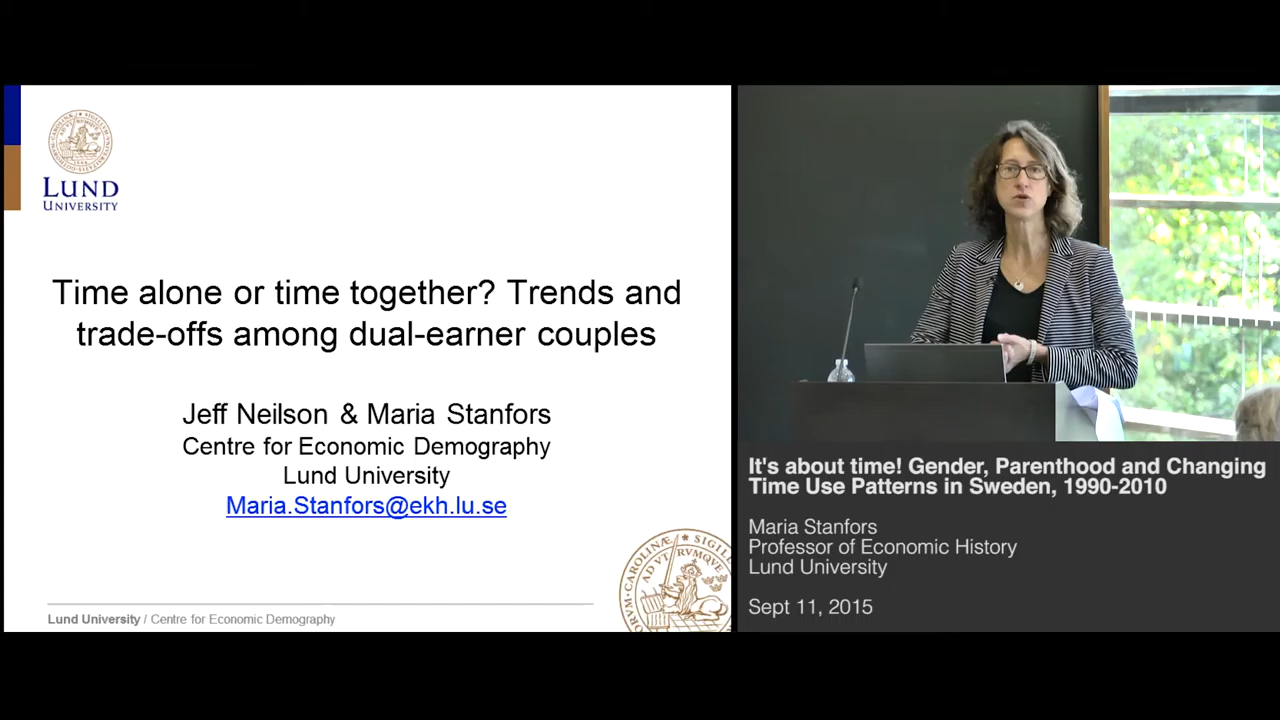 LUND
UNIVERSITY
Time alone or time together? Trends and
trade-offs among dual-earner couples
Jeff Neilson & Maria Stanfors
Centre for Economic Demography
Lund University
Maria.Stanfors@ekh.lu.se
Lund University / Centre for Economic Demography
It's about time! Gender, Parenthood and Changing
Time Use Patterns in Sweden, 1990-2010
Maria Stanfors
Professor of Economic History
Lund University
Sept 11, 2015